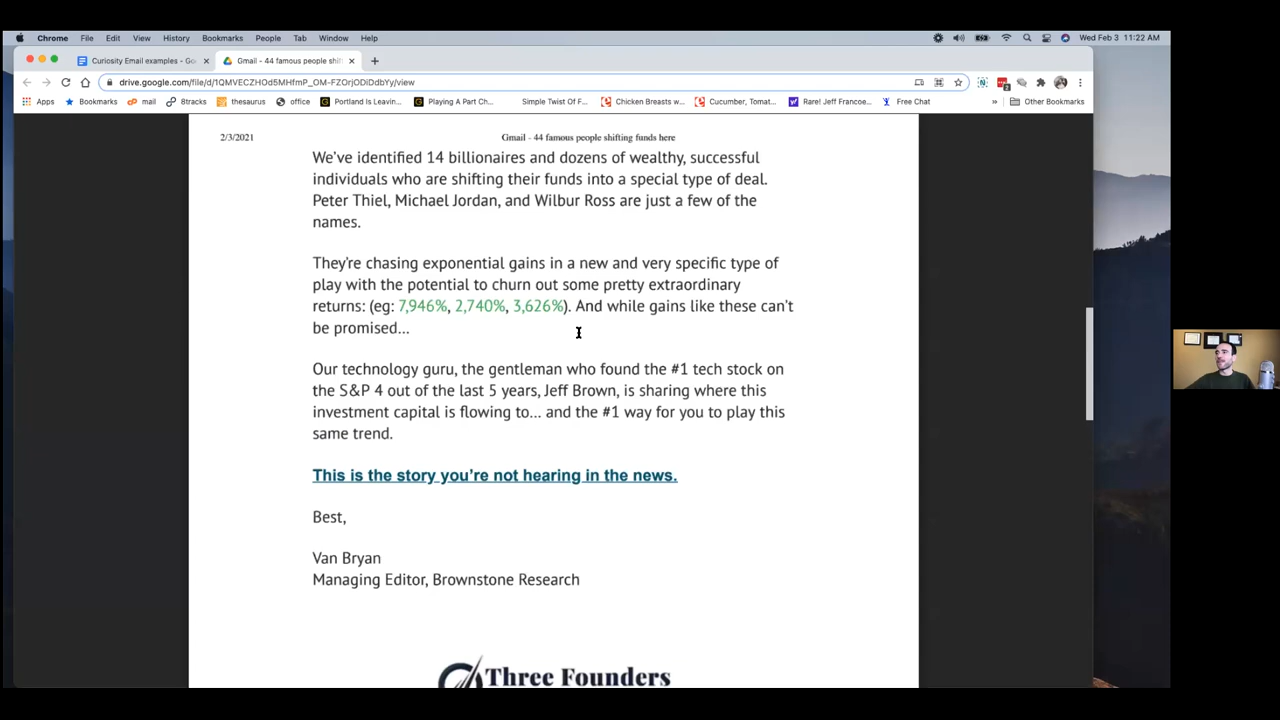 Chrome File Edit View History Bookmarks People Tab Window Help Wed Feb 3 11:22 AM
Curiosity Email examples - Go Gmail - 44 famous people shif
drive.google.com/file/d/1QMVECZHOd5MHfmP_OM-FZOrjODiDdbYy/view
Apps Bookmarks mail 8tracks thesaurus office Portland Is Leavin... Playing A Part Ch... Simple Twist Of F... Chicken Breasts w... Cucumber, Tomat... Rare! Jeff Francoe... Free Chat » Other Bookmarks
2/3/2021 Gmail - 44 famous people shifting funds here
We've identified 14 billionaires and dozens of wealthy, successful
individuals who are shifting their funds into a special type of deal.
Peter Thiel, Michael Jordan, and Wilbur Ross are just a few of the
names.
They're chasing exponential gains in a new and very specific type of
play with the potential to churn out some pretty extraordinary
returns: (eg: 7,946%, 2,740%, 3,626%). And while gains like these can't
be promised...
Our technology guru, the gentleman who found the #1 tech stock on
the S&P 4 out of the last 5 years, Jeff Brown, is sharing where this
investment capital is flowing to... and the #1 way for you to play this
same trend.
This is the story you're not hearing in the news.
Best,
Van Bryan
Managing Editor, Brownstone Research
Three Founders